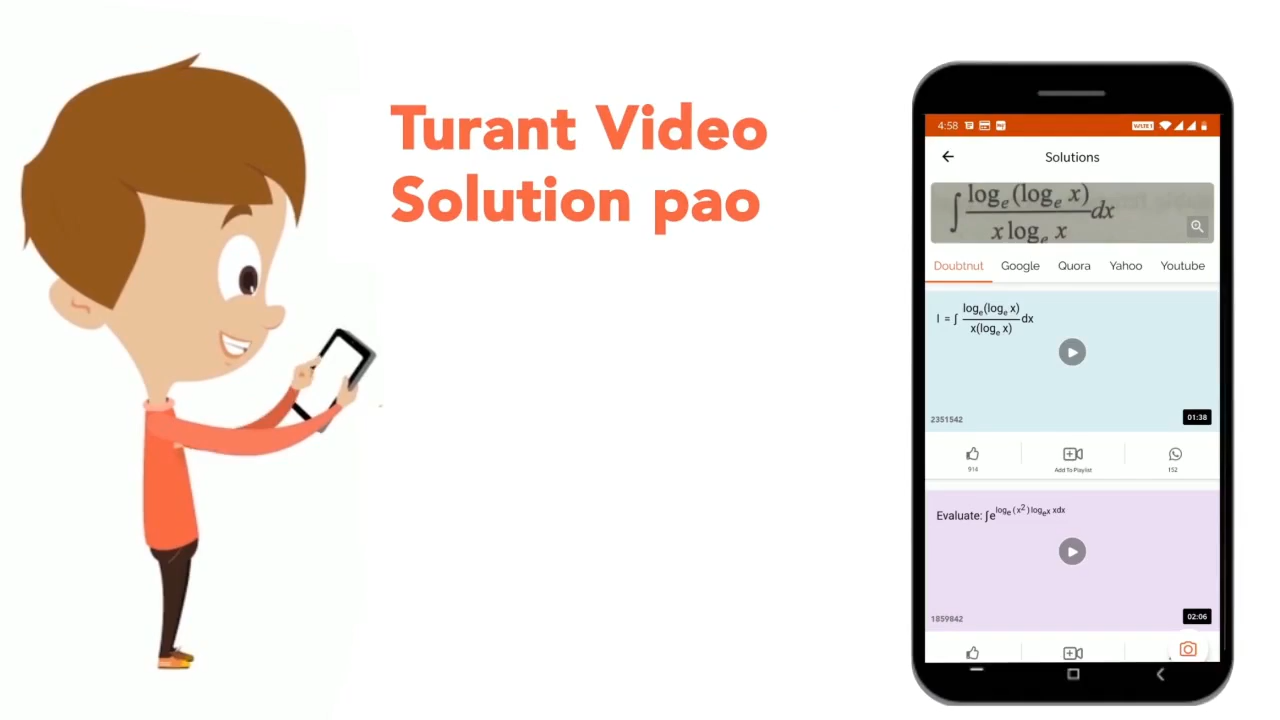 Turant Video
Solution pao
4:58
VoLTE1
Solutions
∫ logₑ(logₑ x) / x logₑ x dx
Doubtnut Google Quora Yahoo Youtube
I = ∫ logₑ(logₑ x) / x(logₑ x) dx
2351542 01:38
914 Add To Playlist 152
Evaluate: ∫e^logₑ(x²)logₑx xdx
1859842 02:06